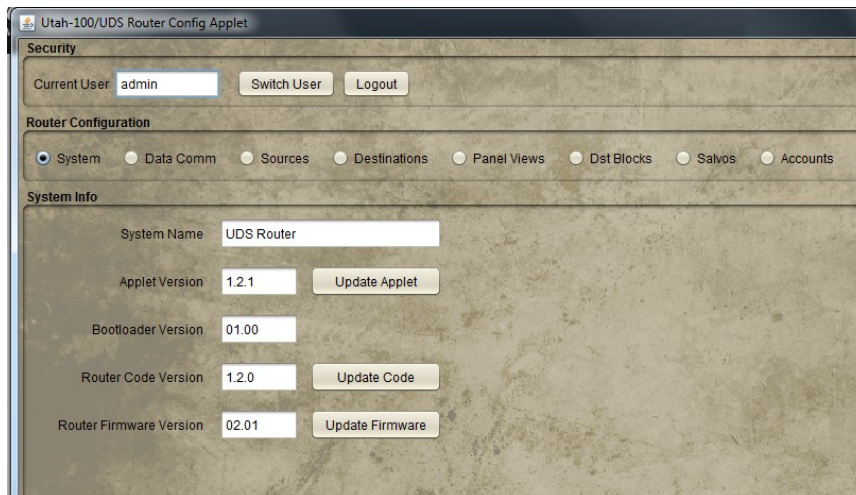 Utah-100/UDS Router Config Applet
Security
Current User admin Switch User Logout
Router Configuration
System Data Comm Sources Destinations Panel Views Dst Blocks Salvos Accounts
System Info
System Name UDS Router
Applet Version 1.2.1 Update Applet
Bootloader Version 01.00
Router Code Version 1.2.0 Update Code
Router Firmware Version 02.01 Update Firmware